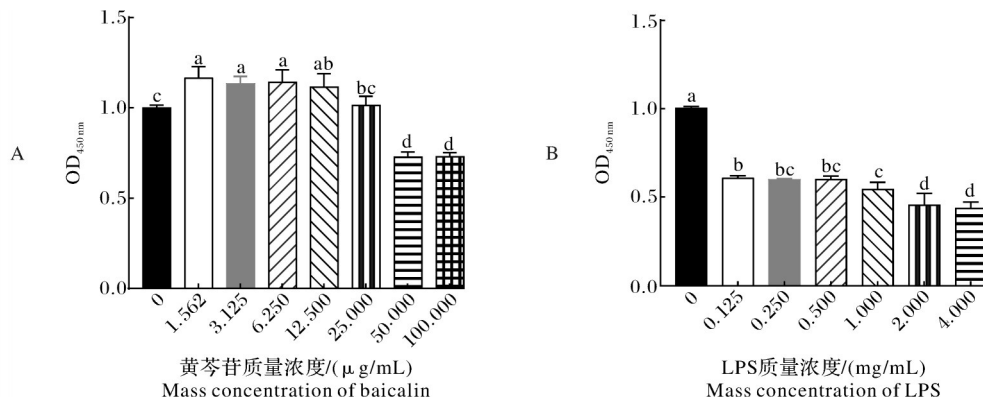 A
OD450 nm
1.5
1.0
0.5
0.0
c
a
a
a
ab
bc
d
d
0
1.562
3.125
6.250
12.500
25.000
50.000
100.000
黄芩苷质量浓度/(μg/mL)
Mass concentration of baicalin
B
OD450 nm
1.5
1.0
0.5
0.0
a
b
bc
bc
c
d
d
0
0.125
0.250
0.500
1.000
2.000
4.000
LPS质量浓度/(mg/mL)
Mass concentration of LPS